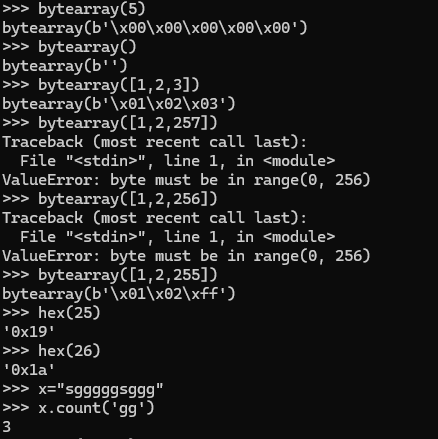 >>> bytearray(5)
bytearray(b'\x00\x00\x00\x00\x00')
>>> bytearray()
bytearray(b'')
>>> bytearray([1,2,3])
bytearray(b'\x01\x02\x03')
>>> bytearray([1,2,257])
Traceback (most recent call last):
  File "<stdin>", line 1, in <module>
ValueError: byte must be in range(0, 256)
>>> bytearray([1,2,256])
Traceback (most recent call last):
  File "<stdin>", line 1, in <module>
ValueError: byte must be in range(0, 256)
>>> bytearray([1,2,255])
bytearray(b'\x01\x02\xff')
>>> hex(25)
'0x19'
>>> hex(26)
'0x1a'
>>> x="sgggggsggg"
>>> x.count('gg')
3